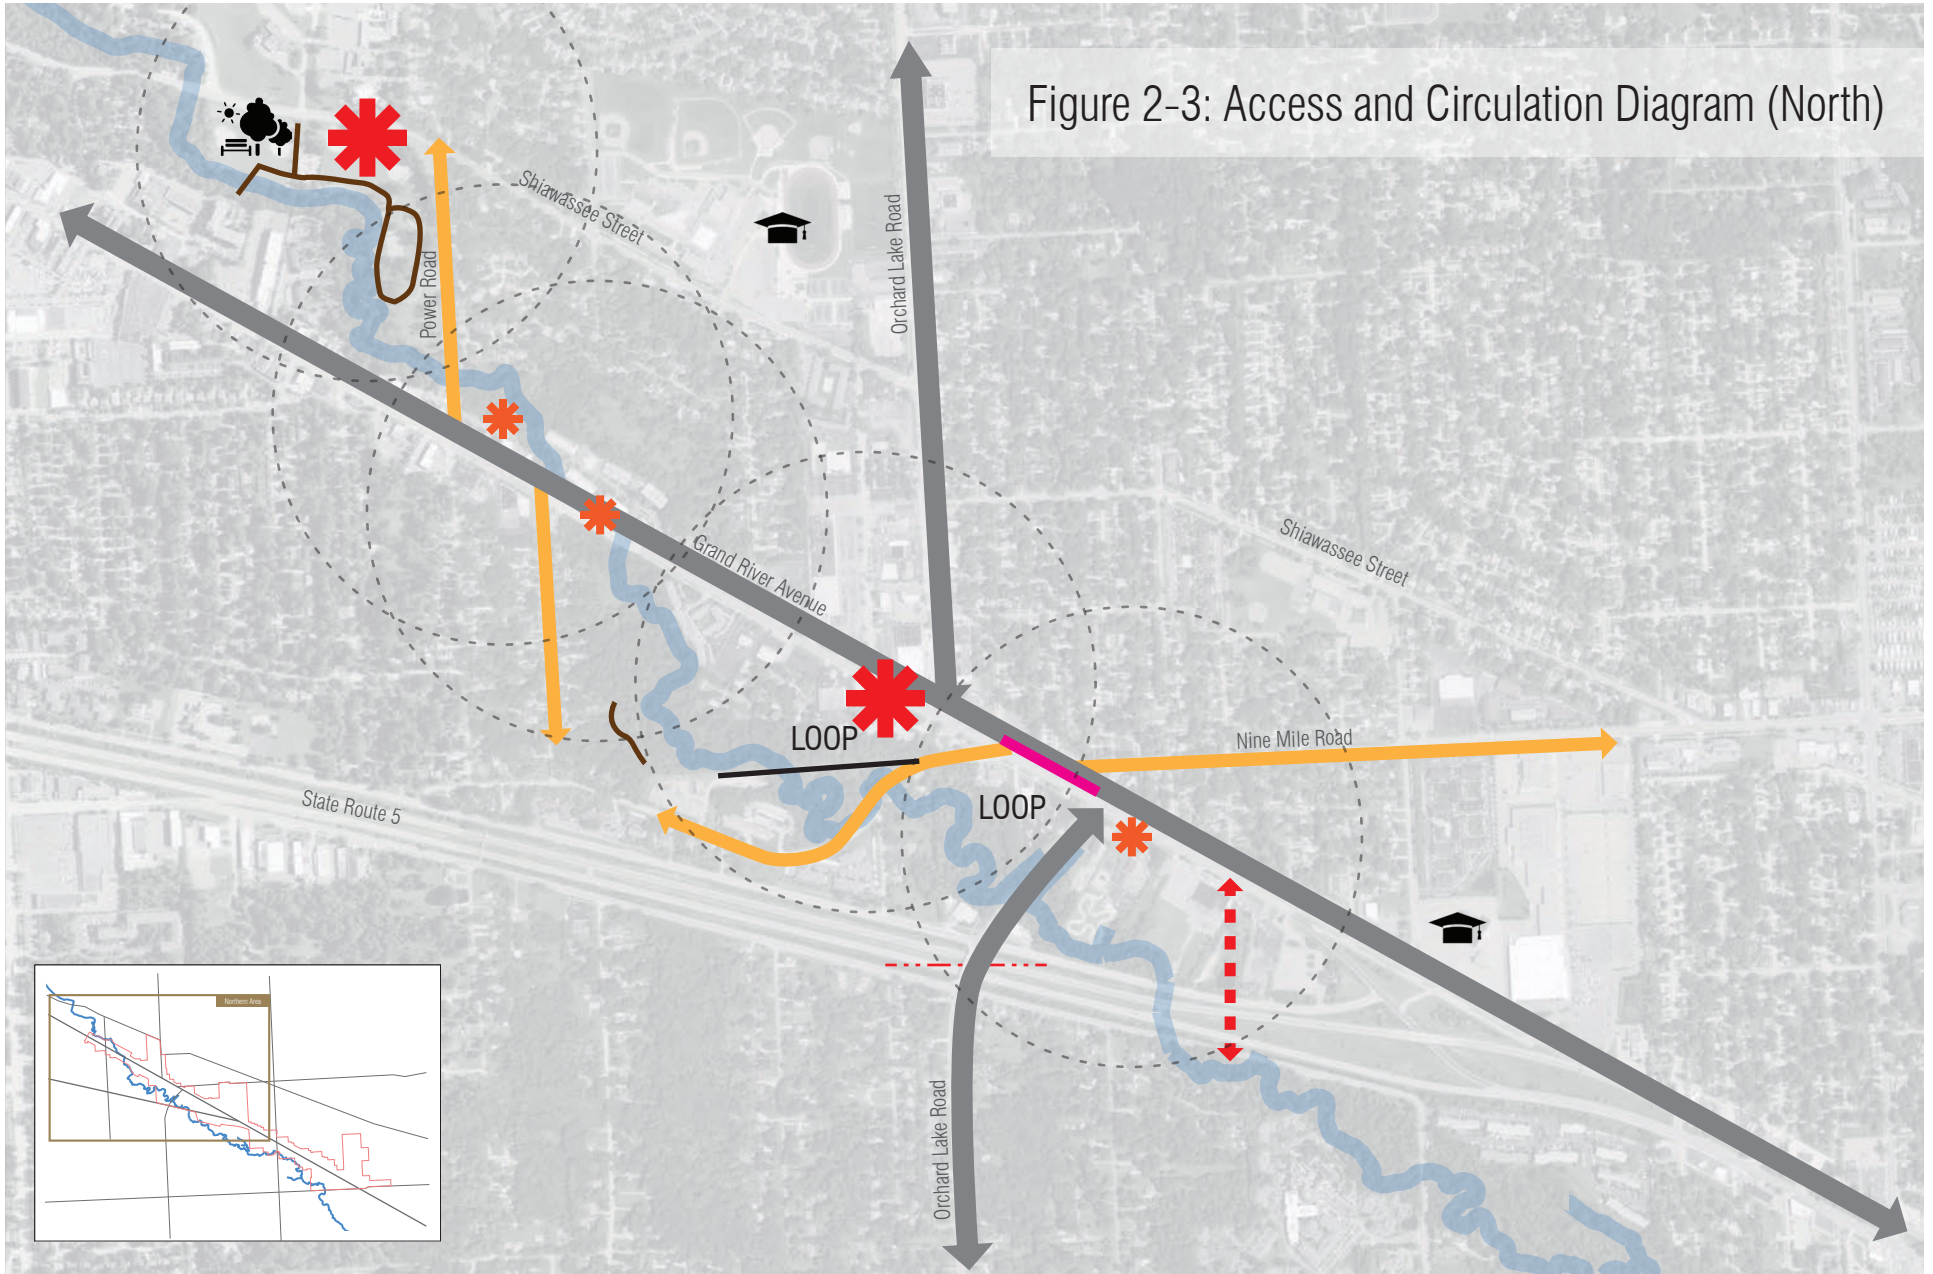 Figure 2-3: Access and Circulation Diagram (North)
Shiawassee Street
Orchard Lake Road
Power Road
Grand River Avenue
Shiawassee Street
LOOP
Nine Mile Road
State Route 5
LOOP
Northern Area
Orchard Lake Road